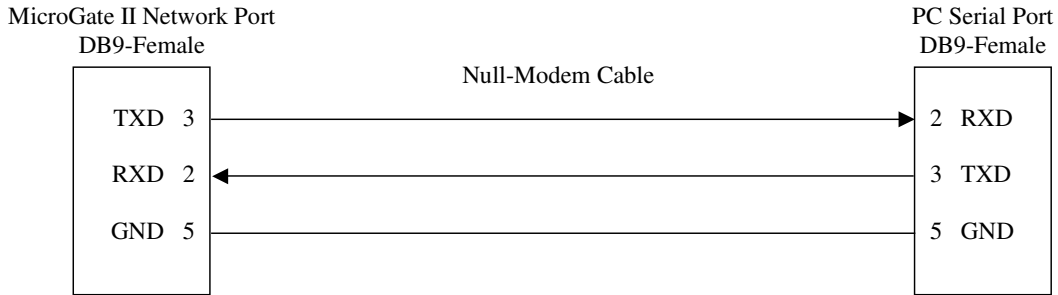 MicroGate II Network Port
DB9-Female
PC Serial Port
DB9-Female
Null-Modem Cable
TXD 3
2 RXD
RXD 2
3 TXD
GND 5
5 GND